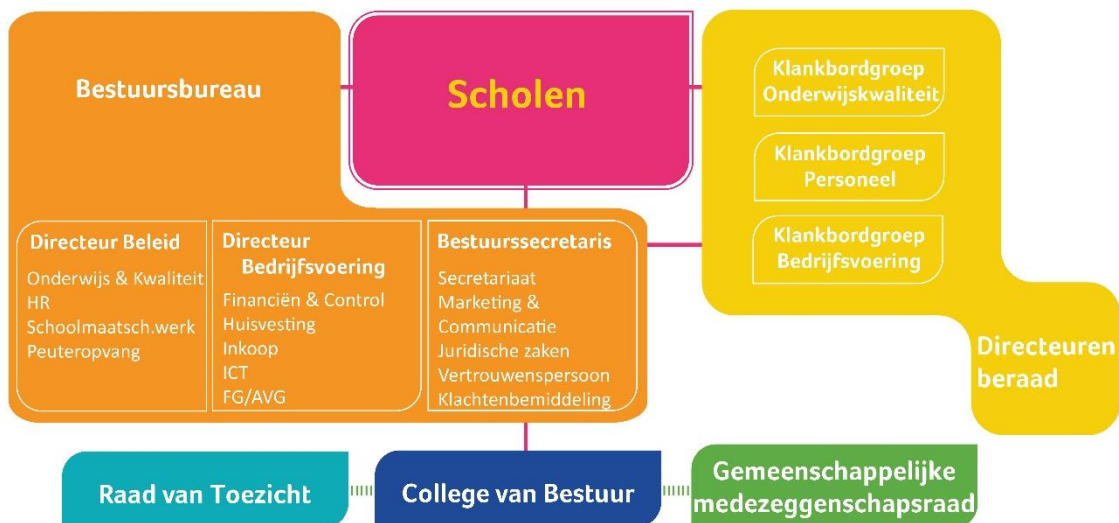 Bestuursbureau
Scholen
Klankbordgroep
Onderwijskwaliteit
Klankbordgroep
Personeel
Klankbordgroep
Bedrijfsvoering
Directeuren
beraad
Directeur Beleid
Onderwijs & Kwaliteit
HR
Schoolmaatsch.werk
Peuteropvang
Directeur
Bedrijfsvoering
Financiën & Control
Huisvesting
Inkoop
ICT
FG/AVG
Bestuurssecretaris
Secretariaat
Marketing &
Communicatie
Juridische zaken
Vertrouwenspersoon
Klachtenbemiddeling
Raad van Toezicht
College van Bestuur
Gemeenschappelijke
medezeggenschapsraad